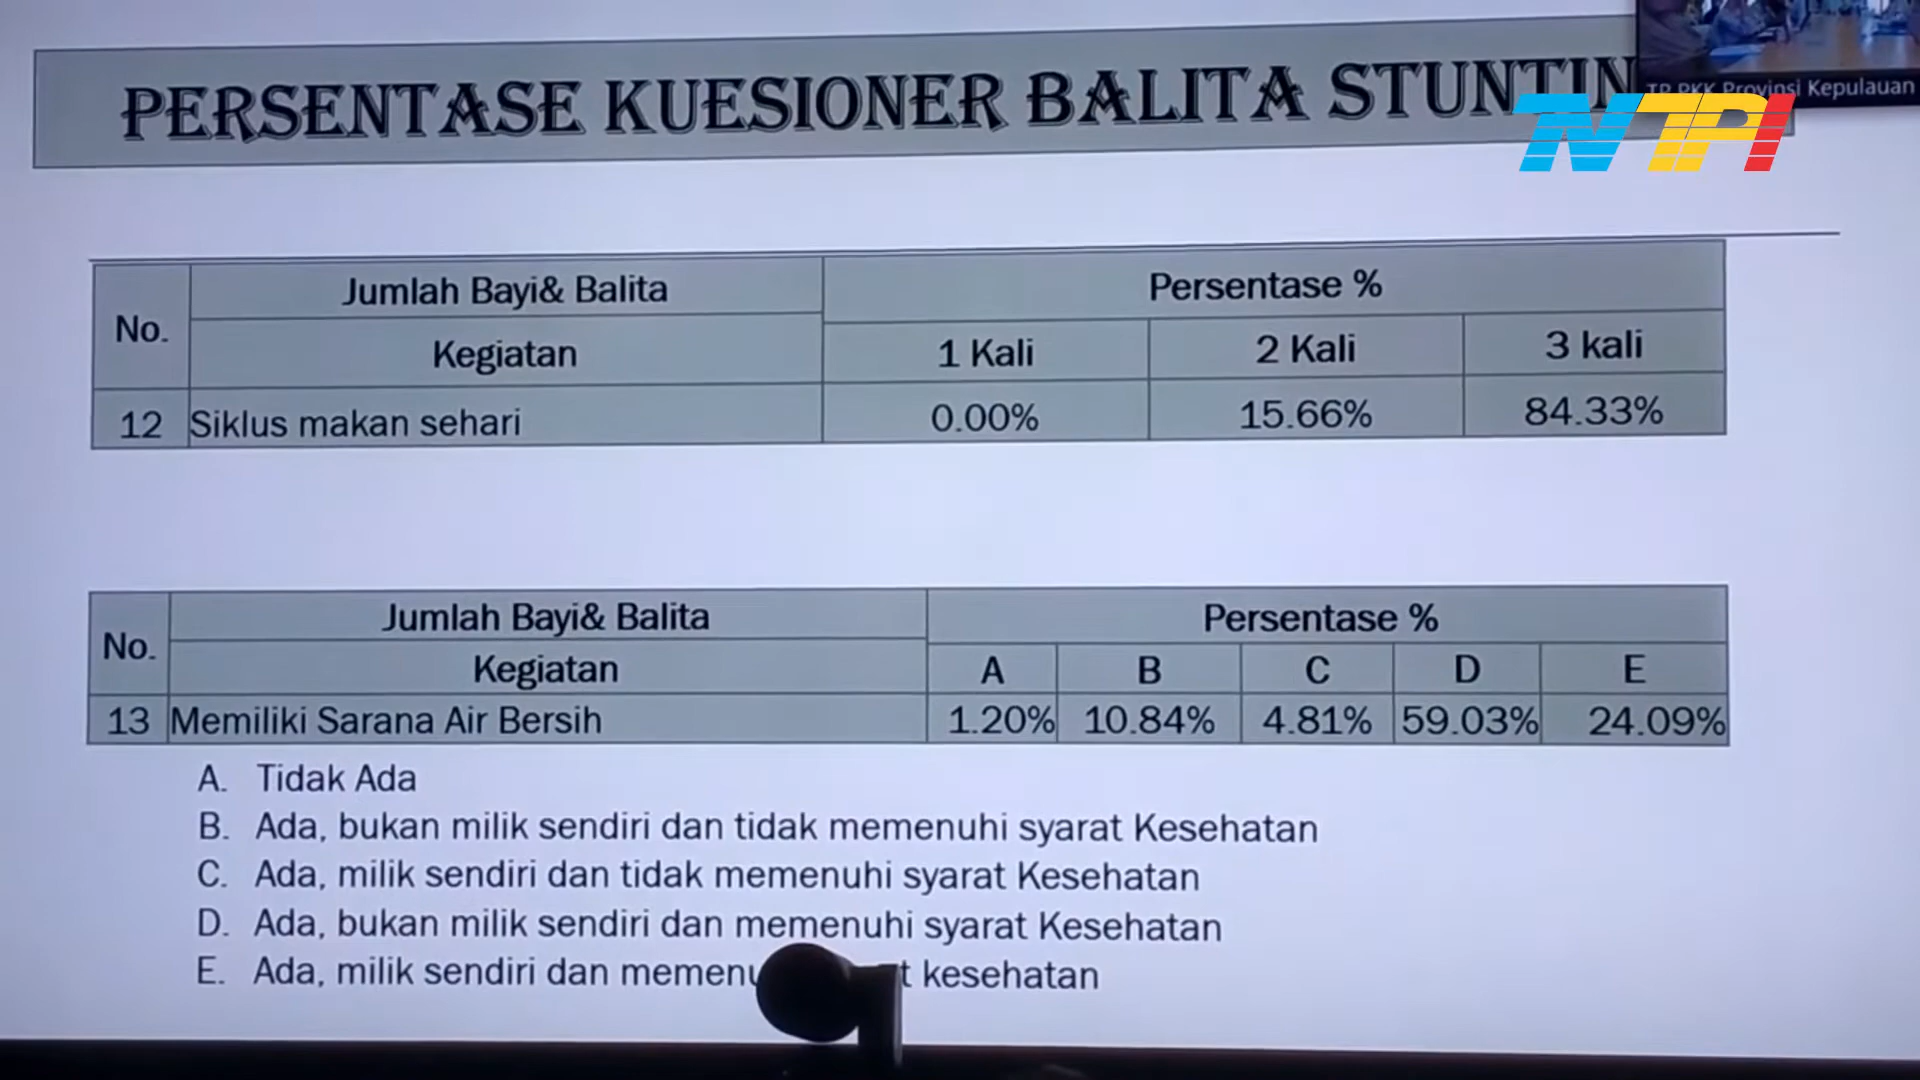 PERSENTASE KUESIONER BALITA STUNTIN
TP PKK Provinsi Kepulauan
TVTPI
No. Jumlah Bayi& Balita Persentase %
Kegiatan 1 Kali 2 Kali 3 kali
12 Siklus makan sehari 0.00% 15.66% 84.33%
No. Jumlah Bayi& Balita Persentase %
Kegiatan A B C D E
13 Memiliki Sarana Air Bersih 1.20% 10.84% 4.81% 59.03% 24.09%
A. Tidak Ada
B. Ada, bukan milik sendiri dan tidak memenuhi syarat Kesehatan
C. Ada, milik sendiri dan tidak memenuhi syarat Kesehatan
D. Ada, bukan milik sendiri dan memenuhi syarat Kesehatan
E. Ada, milik sendiri dan memenu t kesehatan